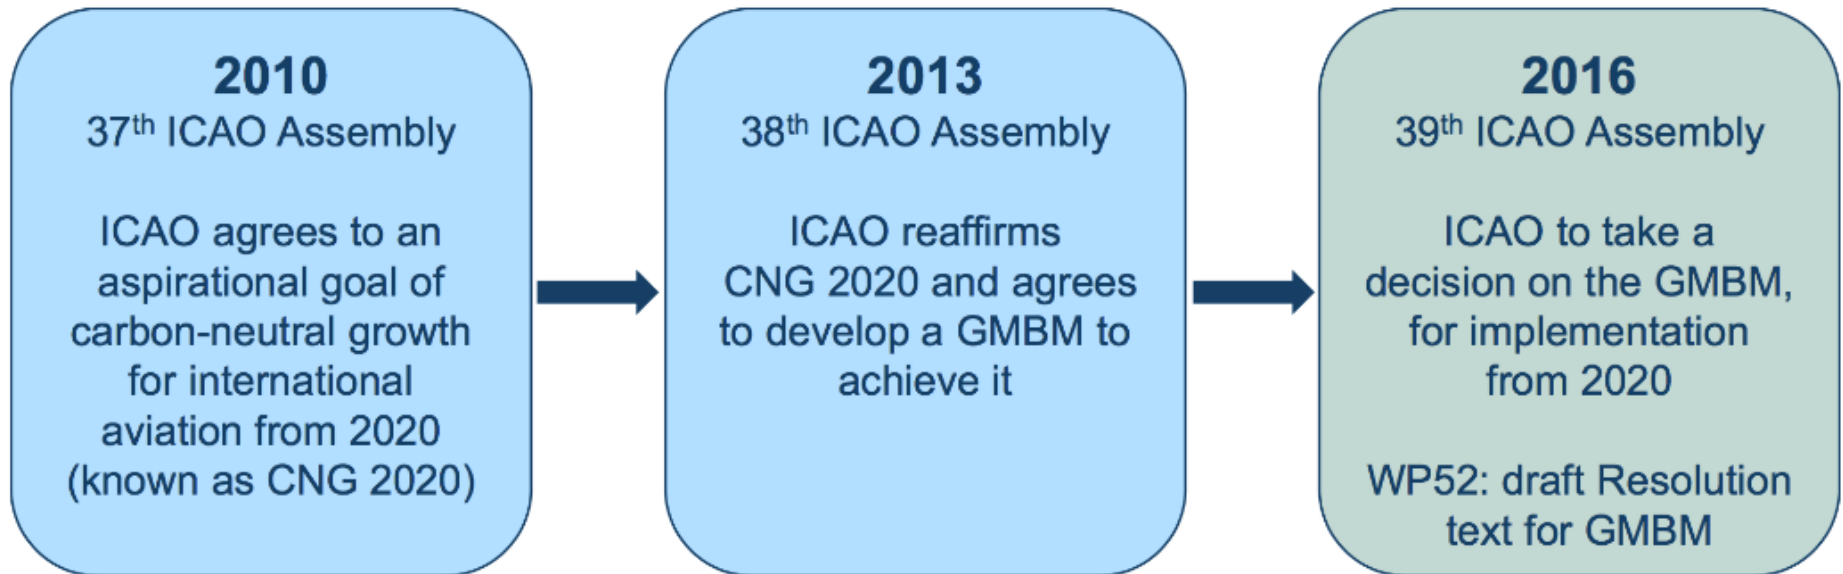 2010
37th ICAO Assembly
ICAO agrees to an
aspirational goal of
carbon-neutral growth
for international
aviation from 2020
(known as CNG 2020)
2013
38th ICAO Assembly
ICAO reaffirms
CNG 2020 and agrees
to develop a GMBM to
achieve it
2016
39th ICAO Assembly
ICAO to take a
decision on the GMBM,
for implementation
from 2020
WP52: draft Resolution
text for GMBM